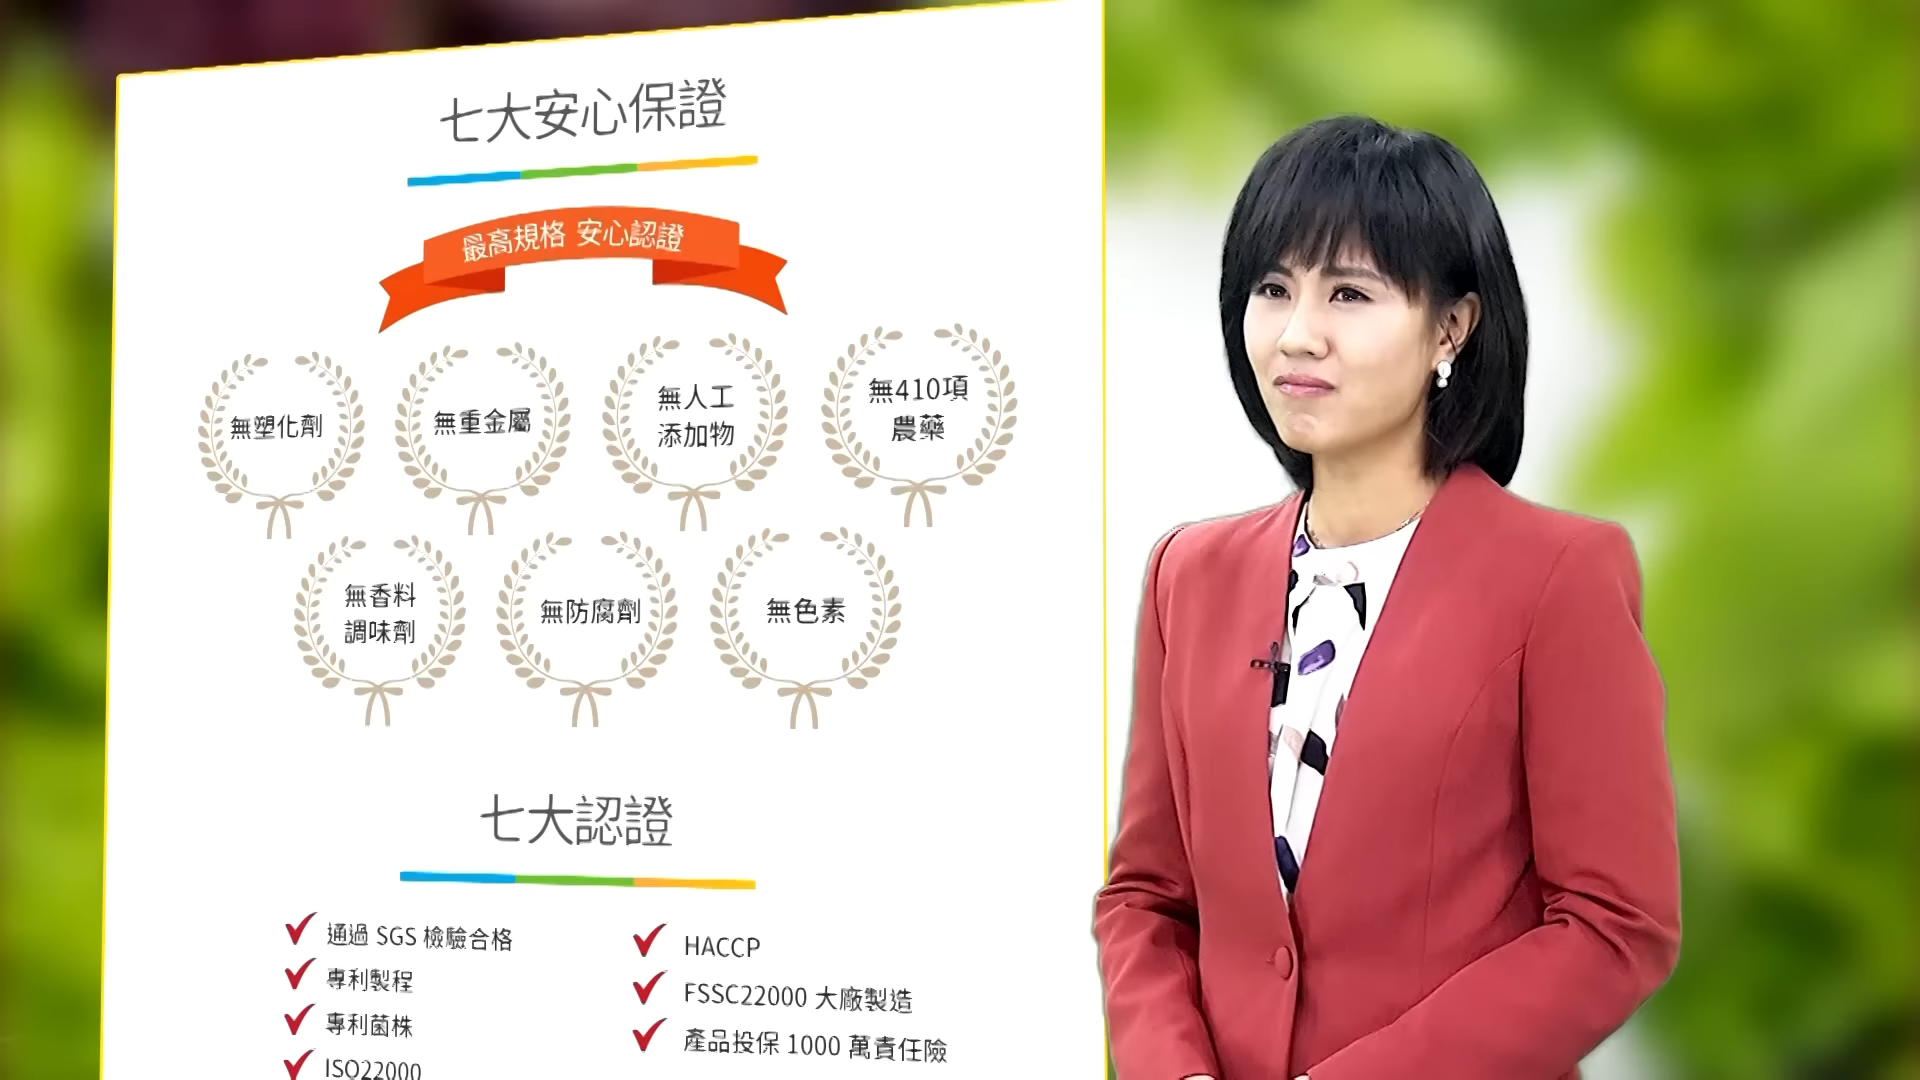 七大安心保證
最高規格 安心認證
無塑化劑
無重金屬
無人工
添加物
無410項
農藥
無香料
調味劑
無防腐劑
無色素
七大認證
通過 SGS 檢驗合格
專利製程
專利菌株
ISO22000
HACCP
FSSC22000 大廠製造
產品投保 1000 萬責任險